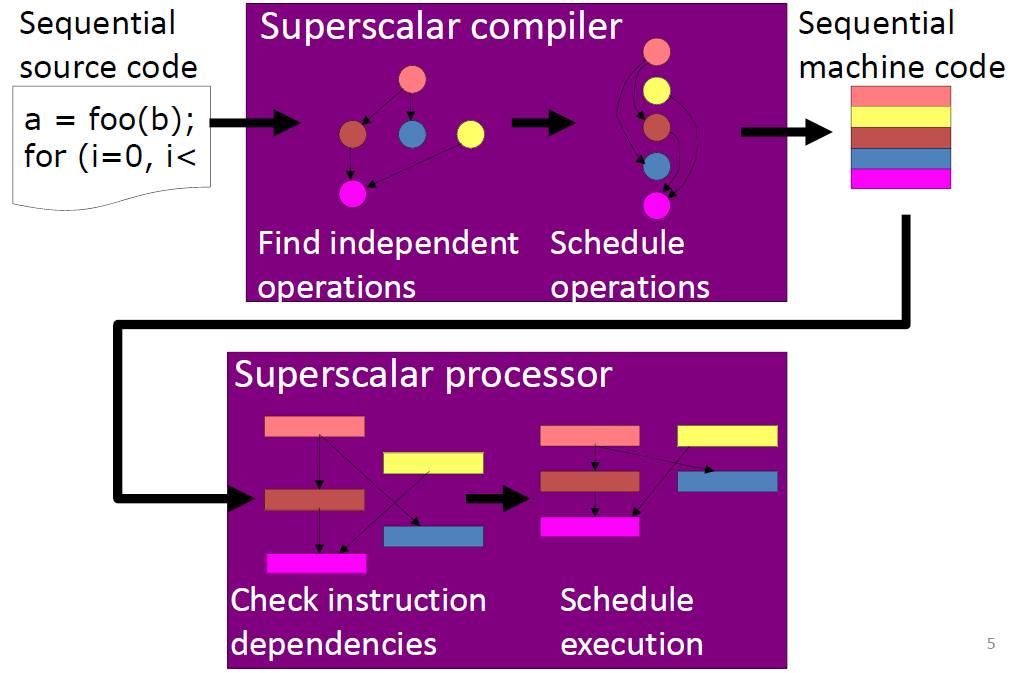 Sequential
source code
a = foo(b);
for (i=0, i<
Superscalar compiler
Find independent
operations
Schedule
operations
Sequential
machine code
Superscalar processor
Check instruction
dependencies
Schedule
execution
5